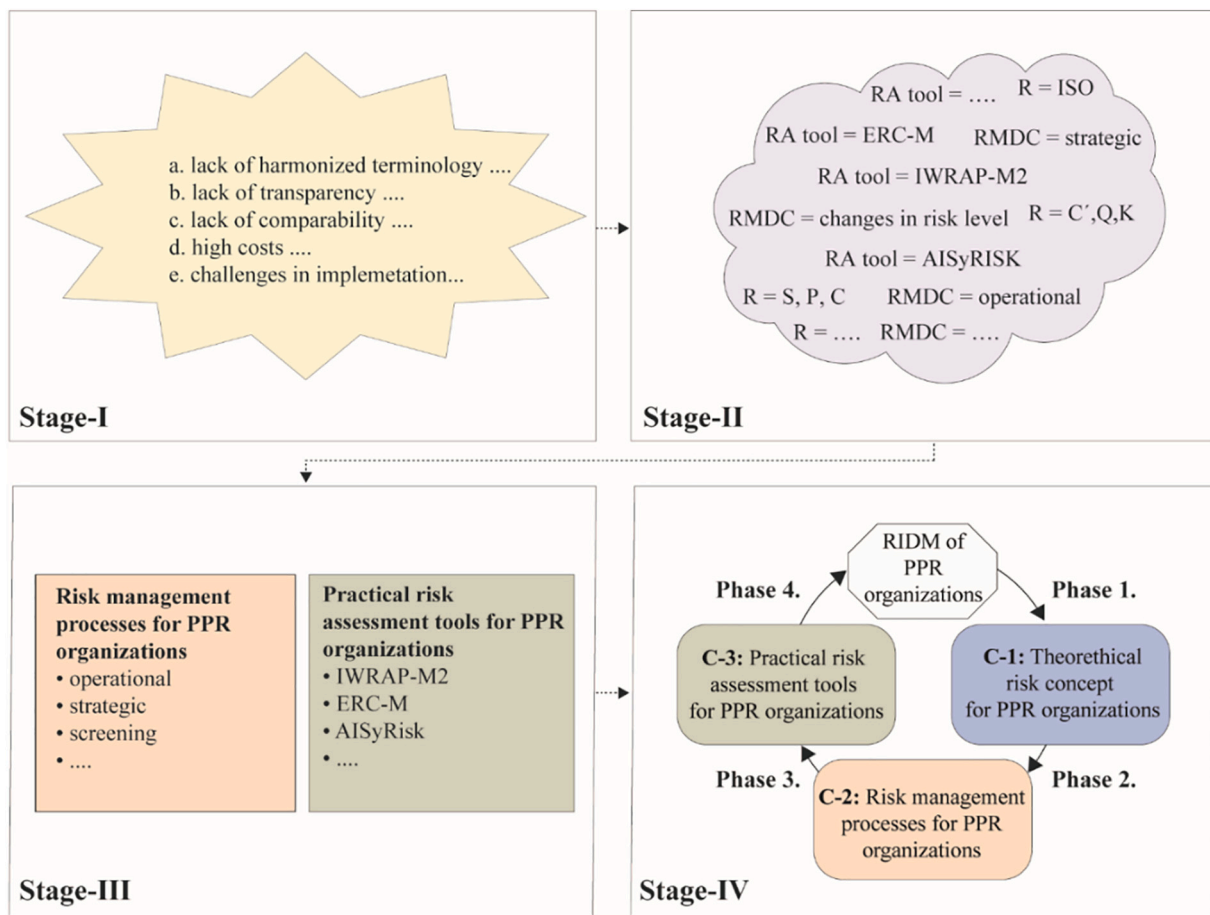 a. lack of harmonized terminology ....
b. lack of transparency ....
c. lack of comparability ....
d. high costs ....
e. challenges in implemetation...
Stage-I
RA tool = ....
R = ISO
RA tool = ERC-M
RMDC = strategic
RA tool = IWRAP-M2
RMDC = changes in risk level
R = C´,Q,K
RA tool = AISyRISK
R = S, P, C
RMDC = operational
R = ....
RMDC = ....
Stage-II
Risk management
processes for PPR
organizations
• operational
• strategic
• screening
• ....
Practical risk
assessment tools for PPR
organizations
• IWRAP-M2
• ERC-M
• AISyRisk
• ....
Stage-III
RIDM of
PPR
organizations
Phase 4.
Phase 1.
C-3: Practical risk
assessment tools
for PPR organizations
C-1: Theorethical
risk concept
for PPR organizations
Phase 3.
Phase 2.
C-2: Risk management
processes for PPR
organizations
Stage-IV